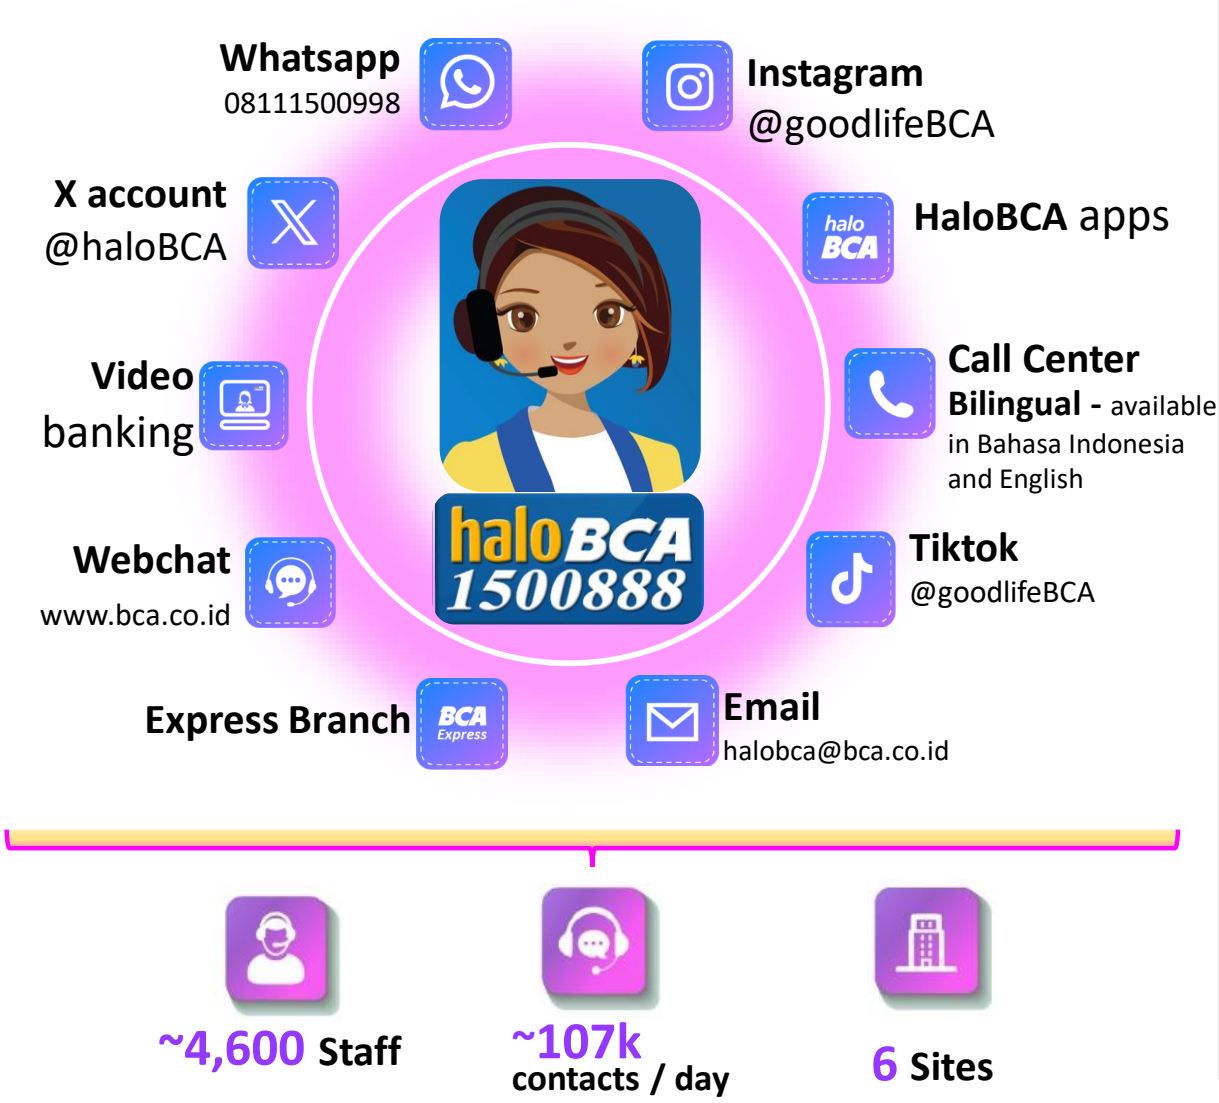 Whatsapp
08111500998
Instagram
@goodlifeBCA
X account
@haloBCA
halo
BCA
HaloBCA apps
Video
banking
Call Center
Bilingual - available
in Bahasa Indonesia
and English
halo BCA
1500888
Webchat
www.bca.co.id
Tiktok
@goodlifeBCA
Express Branch
BCA
Express
Email
halobca@bca.co.id
~4,600 Staff
~107k
contacts / day
6 Sites